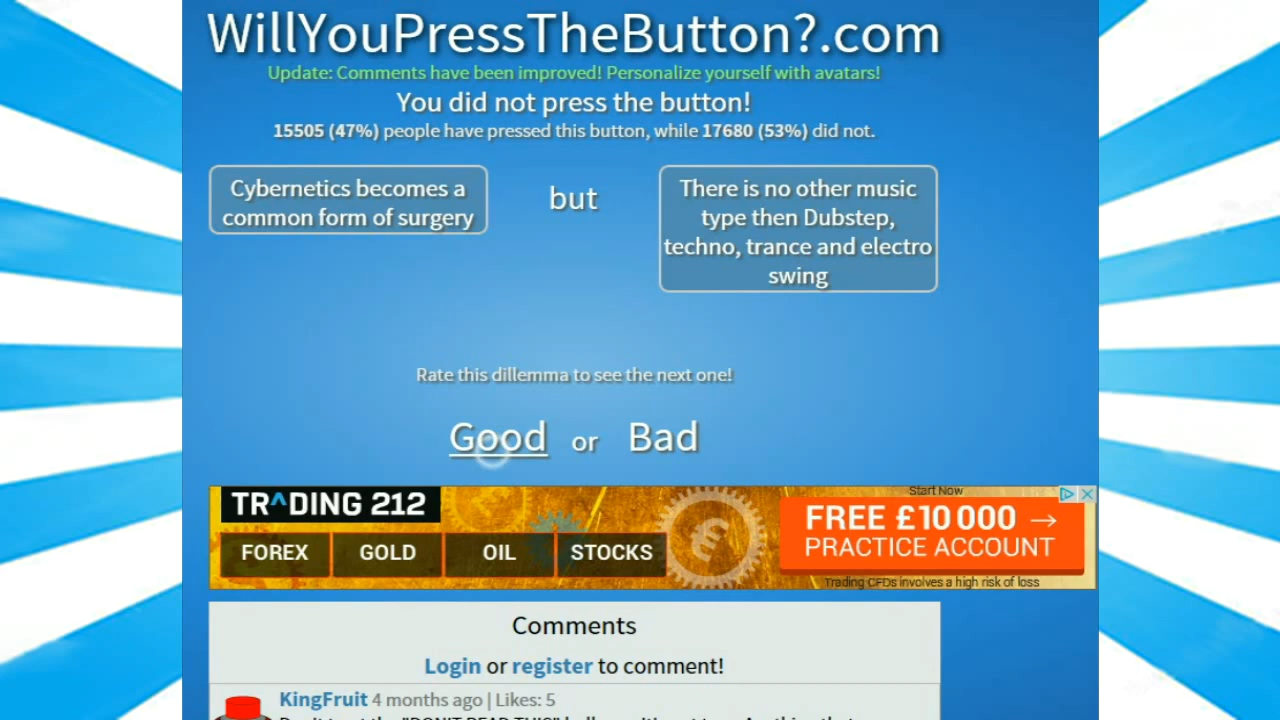 WillYouPressTheButton?.com
Update: Comments have been improved! Personalize yourself with avatars!
You did not press the button!
15505 (47%) people have pressed this button, while 17680 (53%) did not.
Cybernetics becomes a
common form of surgery
but
There is no other music
type then Dubstep,
techno, trance and electro
swing
Rate this dillemma to see the next one!
Good or Bad
TR^DING 212
FOREX GOLD OIL STOCKS
Start Now
FREE £10 000 →
PRACTICE ACCOUNT
Trading CFDs involves a high risk of loss
Comments
Login or register to comment!
KingFruit 4 months ago | Likes: 5